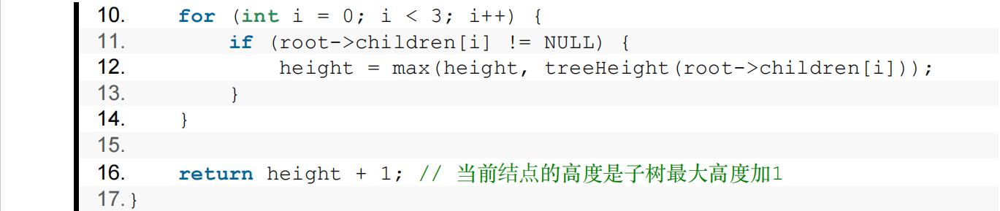 10.    for (int i = 0; i < 3; i++) {
11.        if (root->children[i] != NULL) {
12.            height = max(height, treeHeight(root->children[i]));
13.        }
14.    }
15.
16.    return height + 1; // 当前结点的高度是子树最大高度加1
17. }